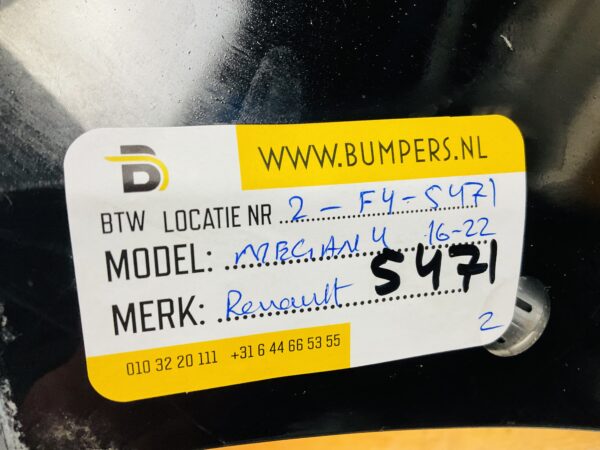 B
WWW.BUMPERS.NL
BTW LOCATIE NR 2 - F4 - S471
MODEL: MEGAN 4 16-22
MERK: Renault S471
2
010 32 20 111 +31 6 44 66 53 55